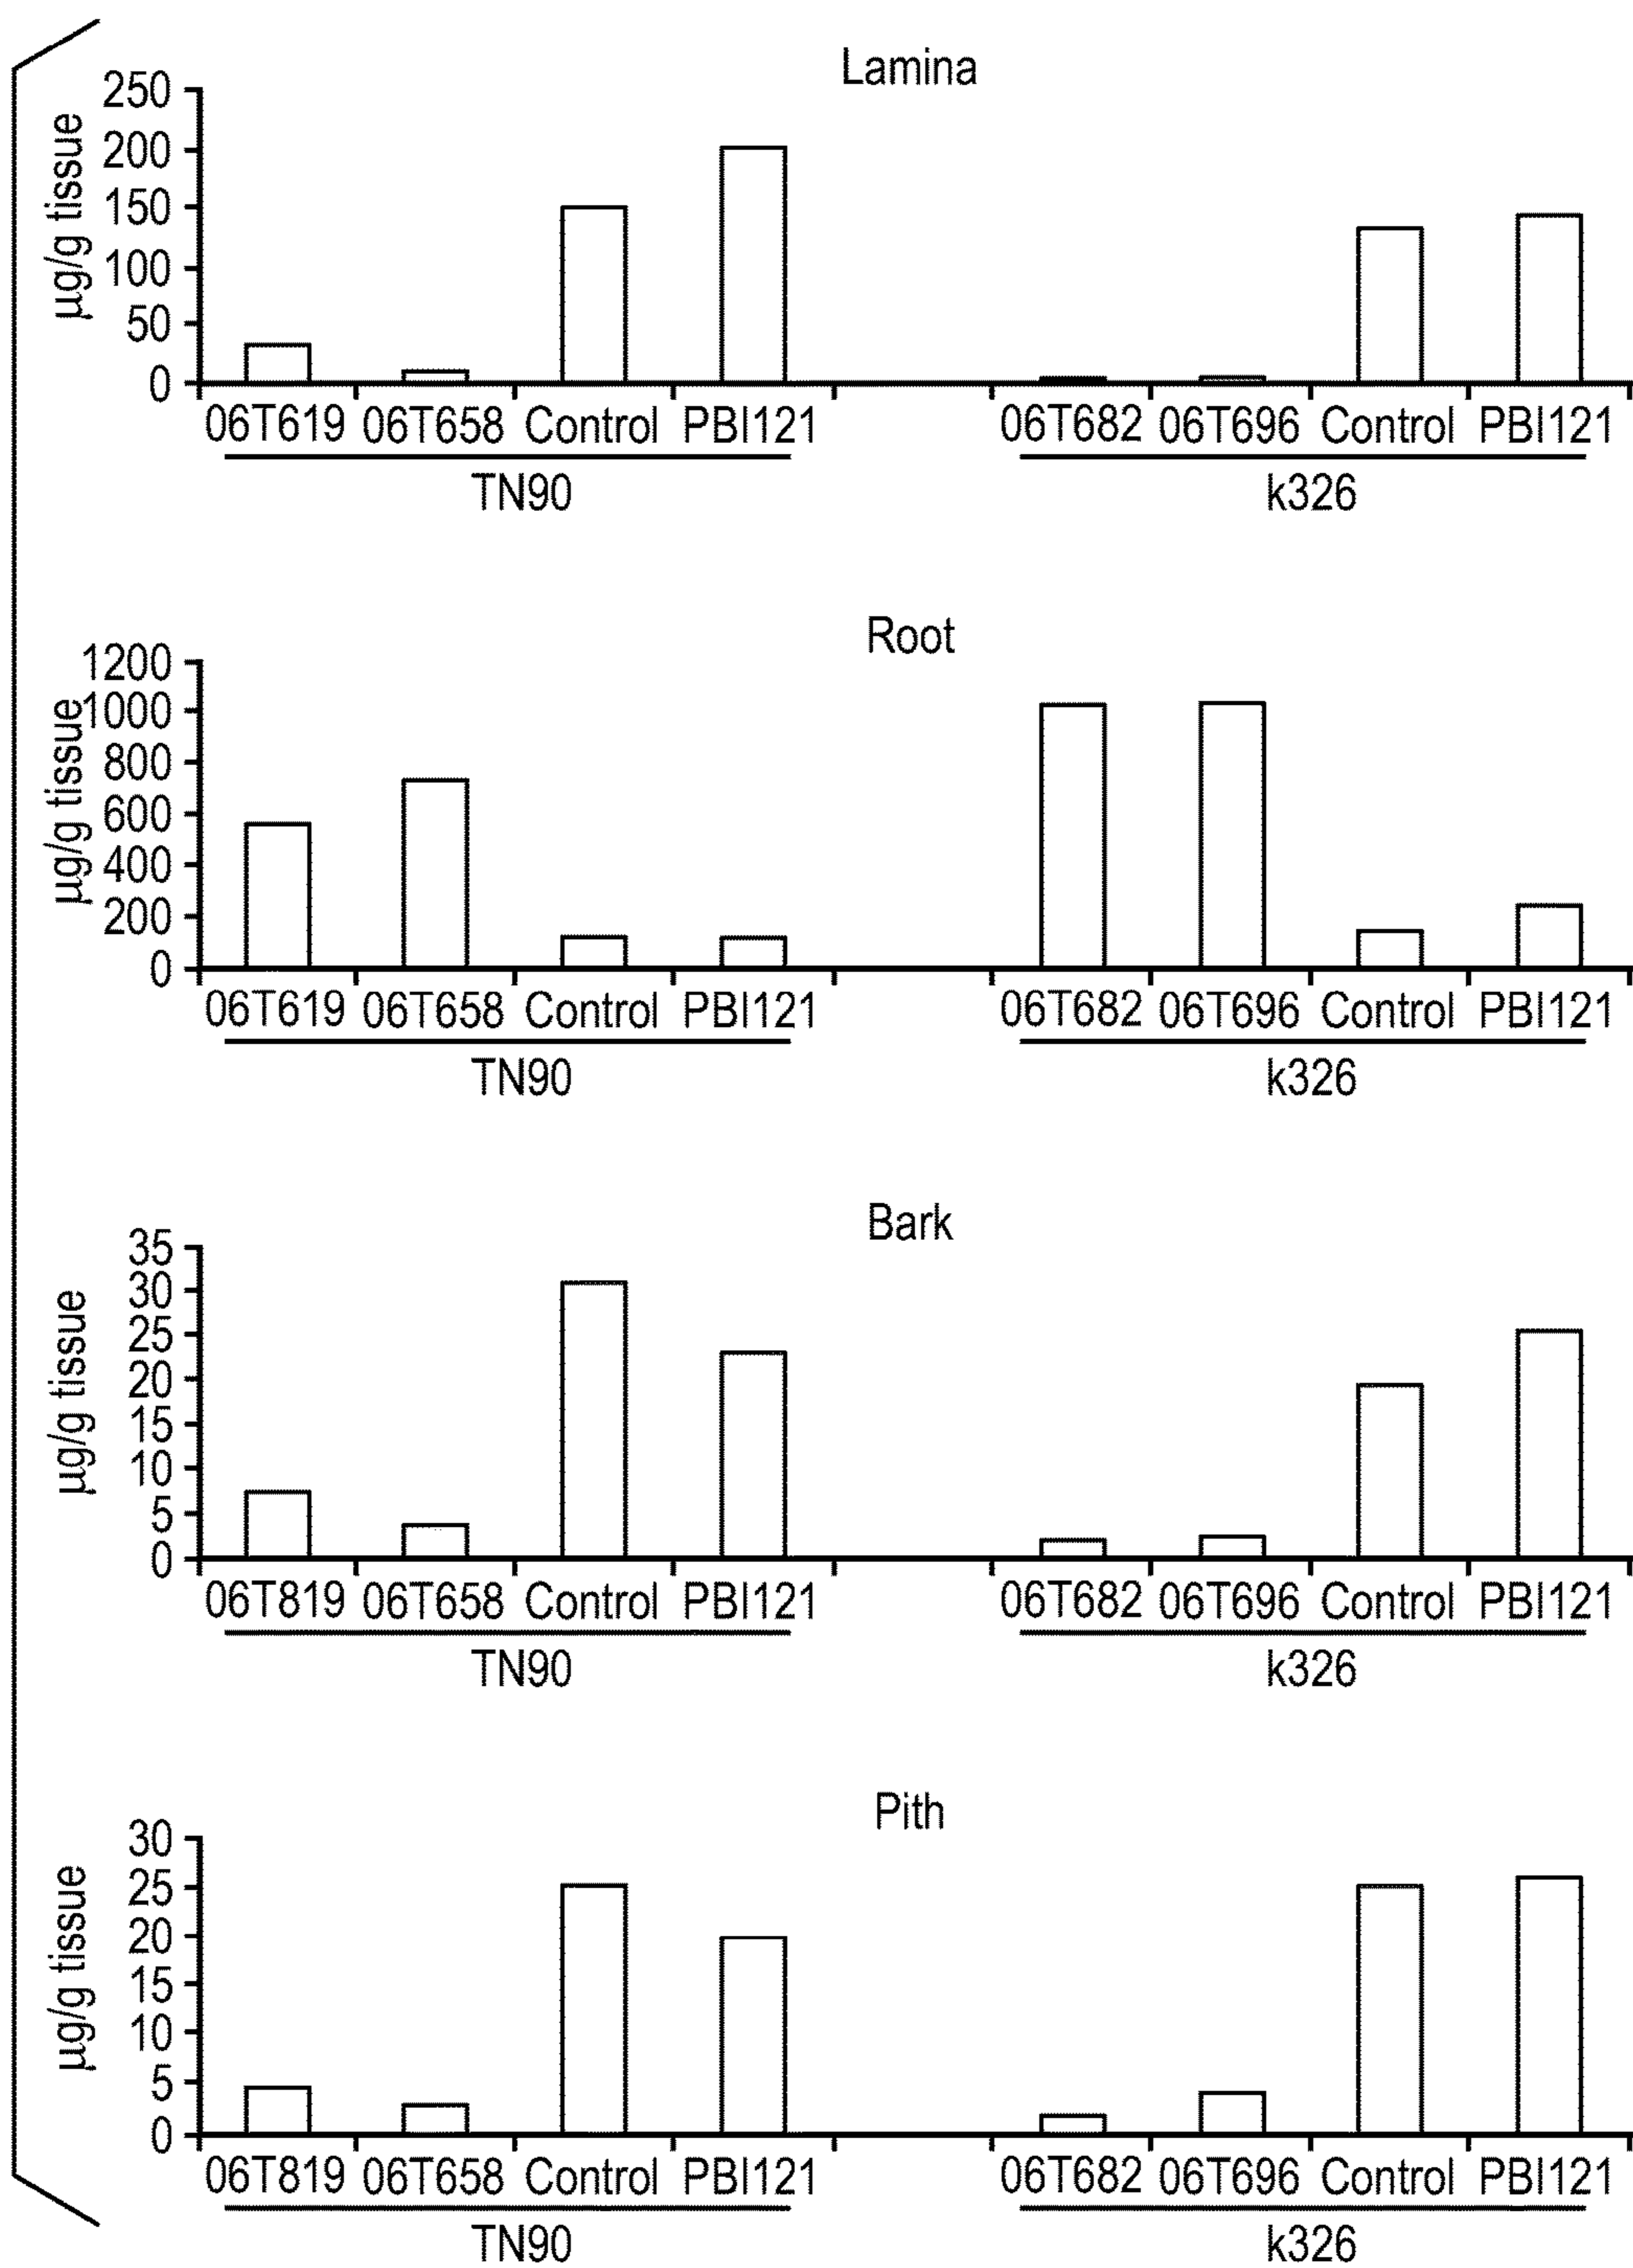 Lamina
µg/g tissue
250
200
150
100
50
0
06T619 06T658 Control PBI121 06T682 06T696 Control PBI121
TN90 k326
Root
µg/g tissue
1200
1000
800
600
400
200
0
06T619 06T658 Control PBI121 06T682 06T696 Control PBI121
TN90 k326
Bark
µg/g tissue
35
30
25
20
15
10
5
0
06T819 06T658 Control PBI121 06T682 06T696 Control PBI121
TN90 k326
Pith
µg/g tissue
30
25
20
15
10
5
0
06T819 06T658 Control PBI121 06T682 06T696 Control PBI121
TN90 k326